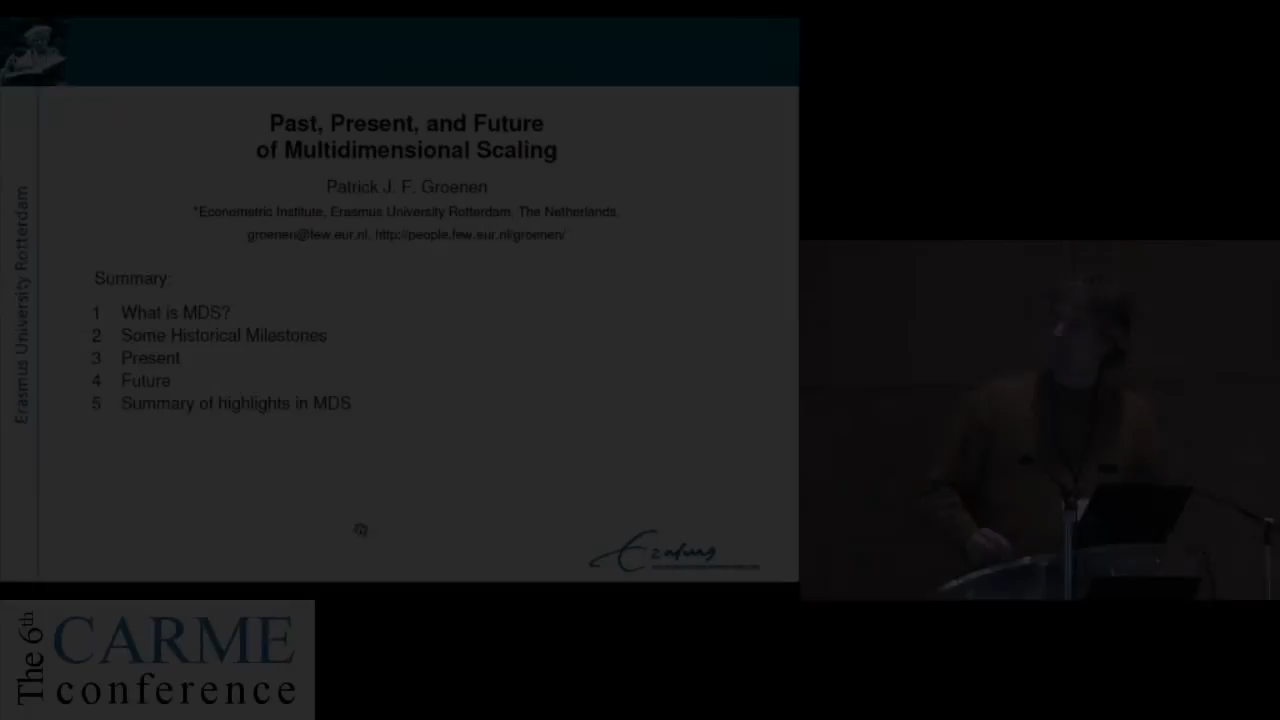 Past, Present, and Future
of Multidimensional Scaling
Patrick J. F. Groenen
*Econometric Institute, Erasmus University Rotterdam, The Netherlands,
groenen@few.eur.nl, http://people.few.eur.nl/groenen/
Erasmus University Rotterdam
Summary:
1 What is MDS?
2 Some Historical Milestones
3 Present
4 Future
5 Summary of highlights in MDS
Erasmus
The 6th
CARME
conference